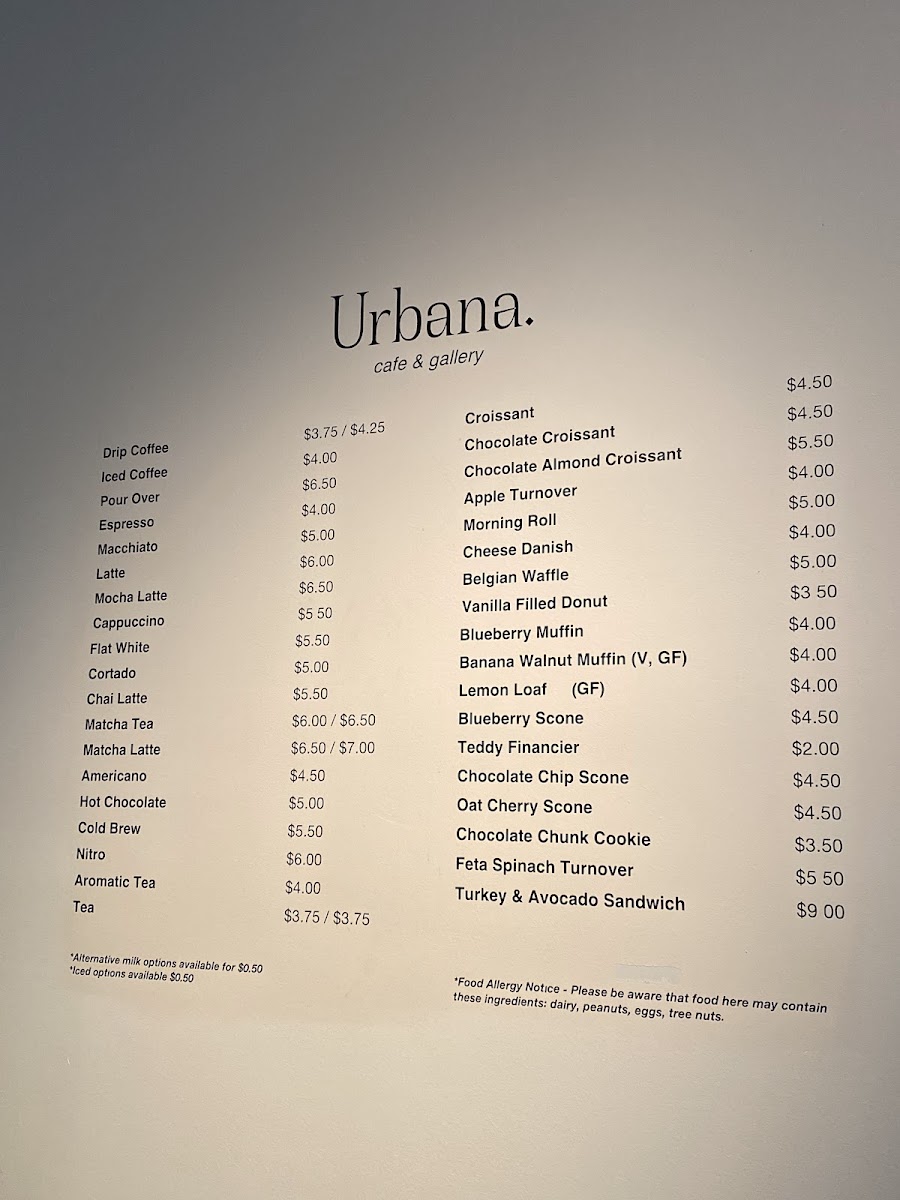 Urbana.
cafe & gallery
Drip Coffee $3.75 / $4.25
Iced Coffee $4.00
Pour Over $6.50
Espresso $4.00
Macchiato $5.00
Latte $6.00
Mocha Latte $6.50
Cappuccino $5 50
Flat White $5.50
Cortado $5.00
Chai Latte $5.50
Matcha Tea $6.00 / $6.50
Matcha Latte $6.50 / $7.00
Americano $4.50
Hot Chocolate $5.00
Cold Brew $5.50
Nitro $6.00
Aromatic Tea $4.00
Tea $3.75 / $3.75
*Alternative milk options available for $0.50
*Iced options available $0.50
Croissant $4.50
Chocolate Croissant $4.50
Chocolate Almond Croissant $5.50
Apple Turnover $4.00
Morning Roll $5.00
Cheese Danish $4.00
Belgian Waffle $5.00
Vanilla Filled Donut $3 50
Blueberry Muffin $4.00
Banana Walnut Muffin (V, GF) $4.00
Lemon Loaf (GF) $4.00
Blueberry Scone $4.50
Teddy Financier $2.00
Chocolate Chip Scone $4.50
Oat Cherry Scone $4.50
Chocolate Chunk Cookie $3.50
Feta Spinach Turnover $5 50
Turkey & Avocado Sandwich $9 00
*Food Allergy Notice - Please be aware that food here may contain
these ingredients: dairy, peanuts, eggs, tree nuts.